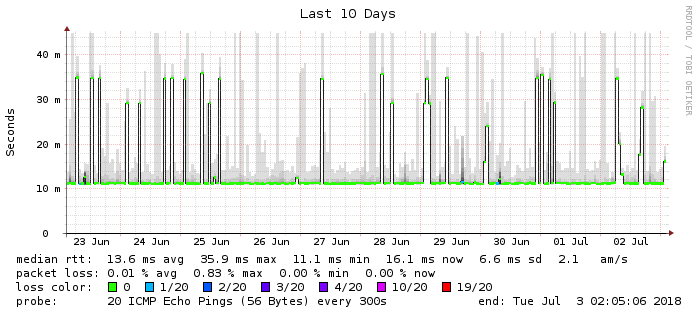 Last 10 Days
RRDTOOL / TOBI OETIKER
Seconds
40 m
30 m
20 m
10 m
0
23 Jun 24 Jun 25 Jun 26 Jun 27 Jun 28 Jun 29 Jun 30 Jun 01 Jul 02 Jul
median rtt: 13.6 ms avg 35.9 ms max 11.1 ms min 16.1 ms now 6.6 ms sd 2.1 am/s
packet loss: 0.01 % avg 0.83 % max 0.00 % min 0.00 % now
loss color: 0 1/20 2/20 3/20 4/20 10/20 19/20
probe: 20 ICMP Echo Pings (56 Bytes) every 300s end: Tue Jul 3 02:05:06 2018